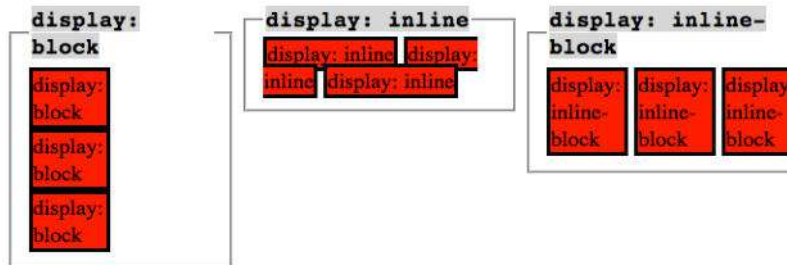 display:
block
display:
block
display:
block
display:
block
display: inline
display: inline display:
inline display: inline
display: inline-
block
display: display: display:
inline- inline- inline-
block block block